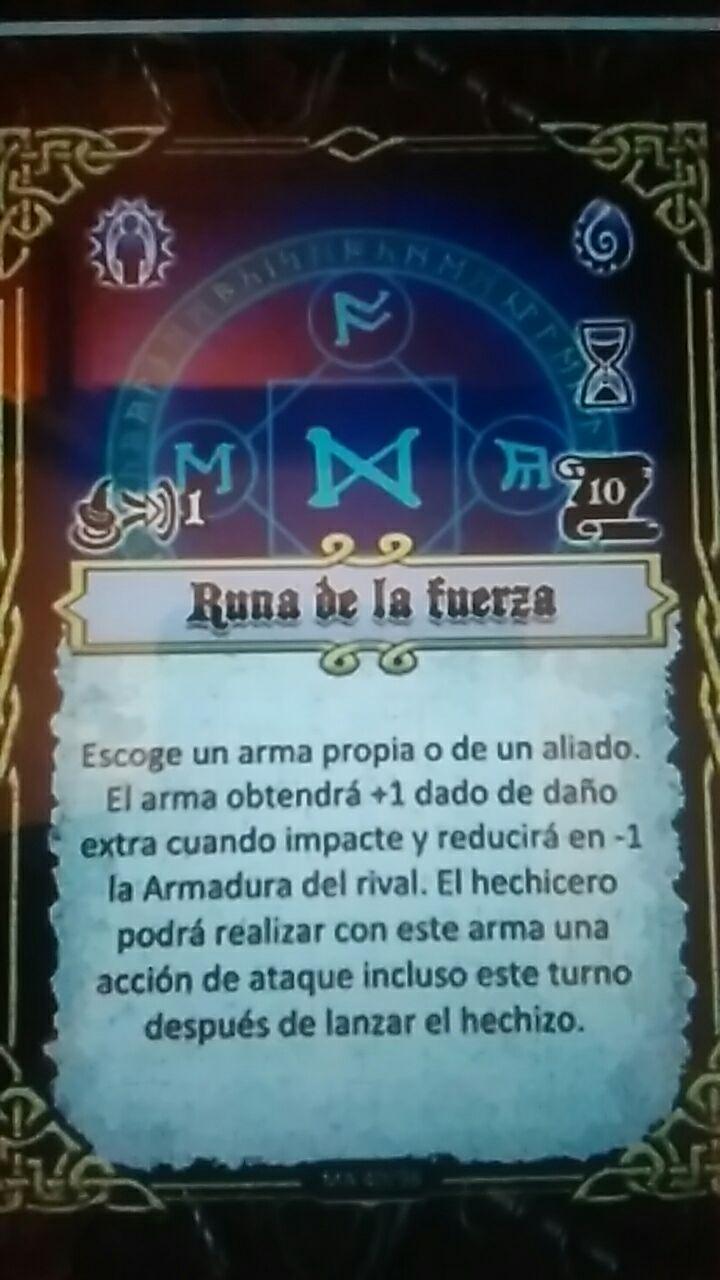 1
10
Runa de la fuerza
Escoge un arma propia o de un aliado.
El arma obtendrá +1 dado de daño
extra cuando impacte y reducirá en -1
la Armadura del rival. El hechicero
podrá realizar con este arma una
acción de ataque incluso este turno
después de lanzar el hechizo.